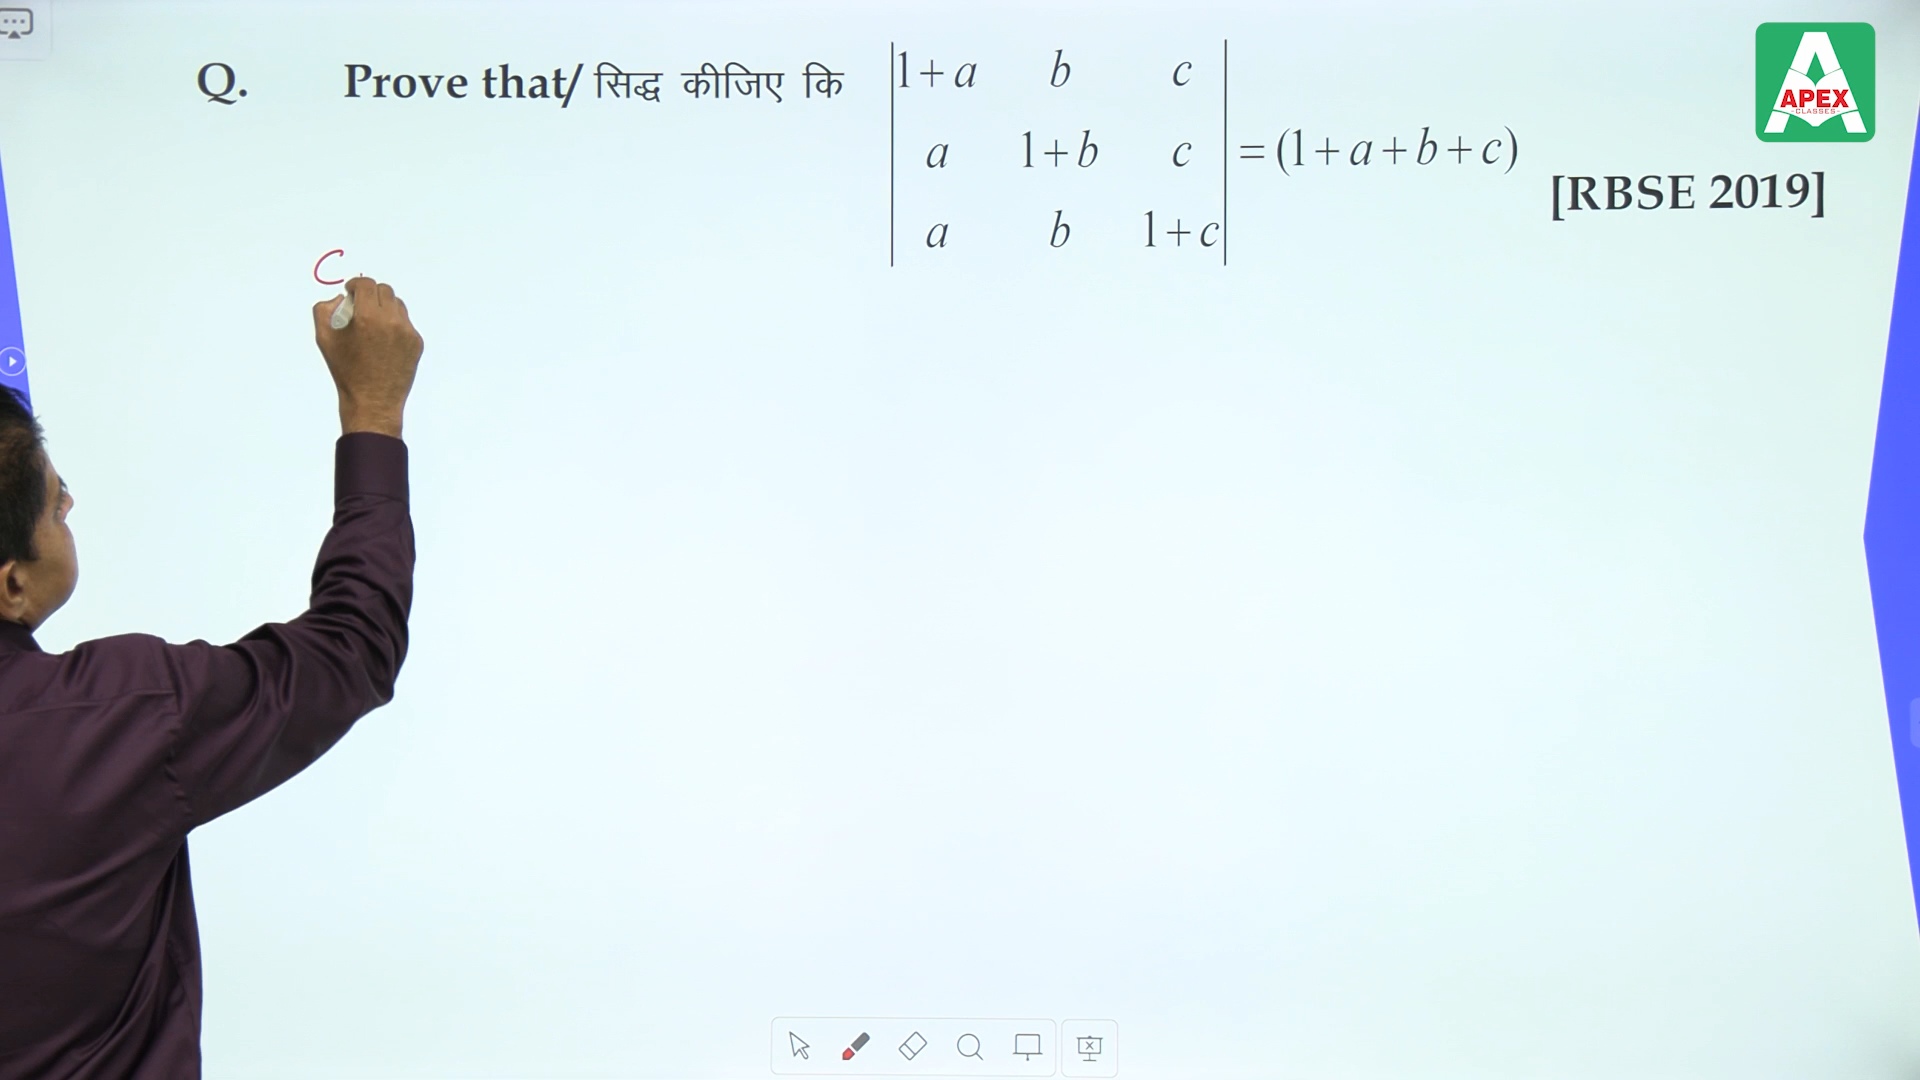 Q. Prove that/ सिद्ध कीजिए कि
1+a b c
a 1+b c
a b 1+c
=(1+a+b+c)
[RBSE 2019]
APEX
CLASSES
C